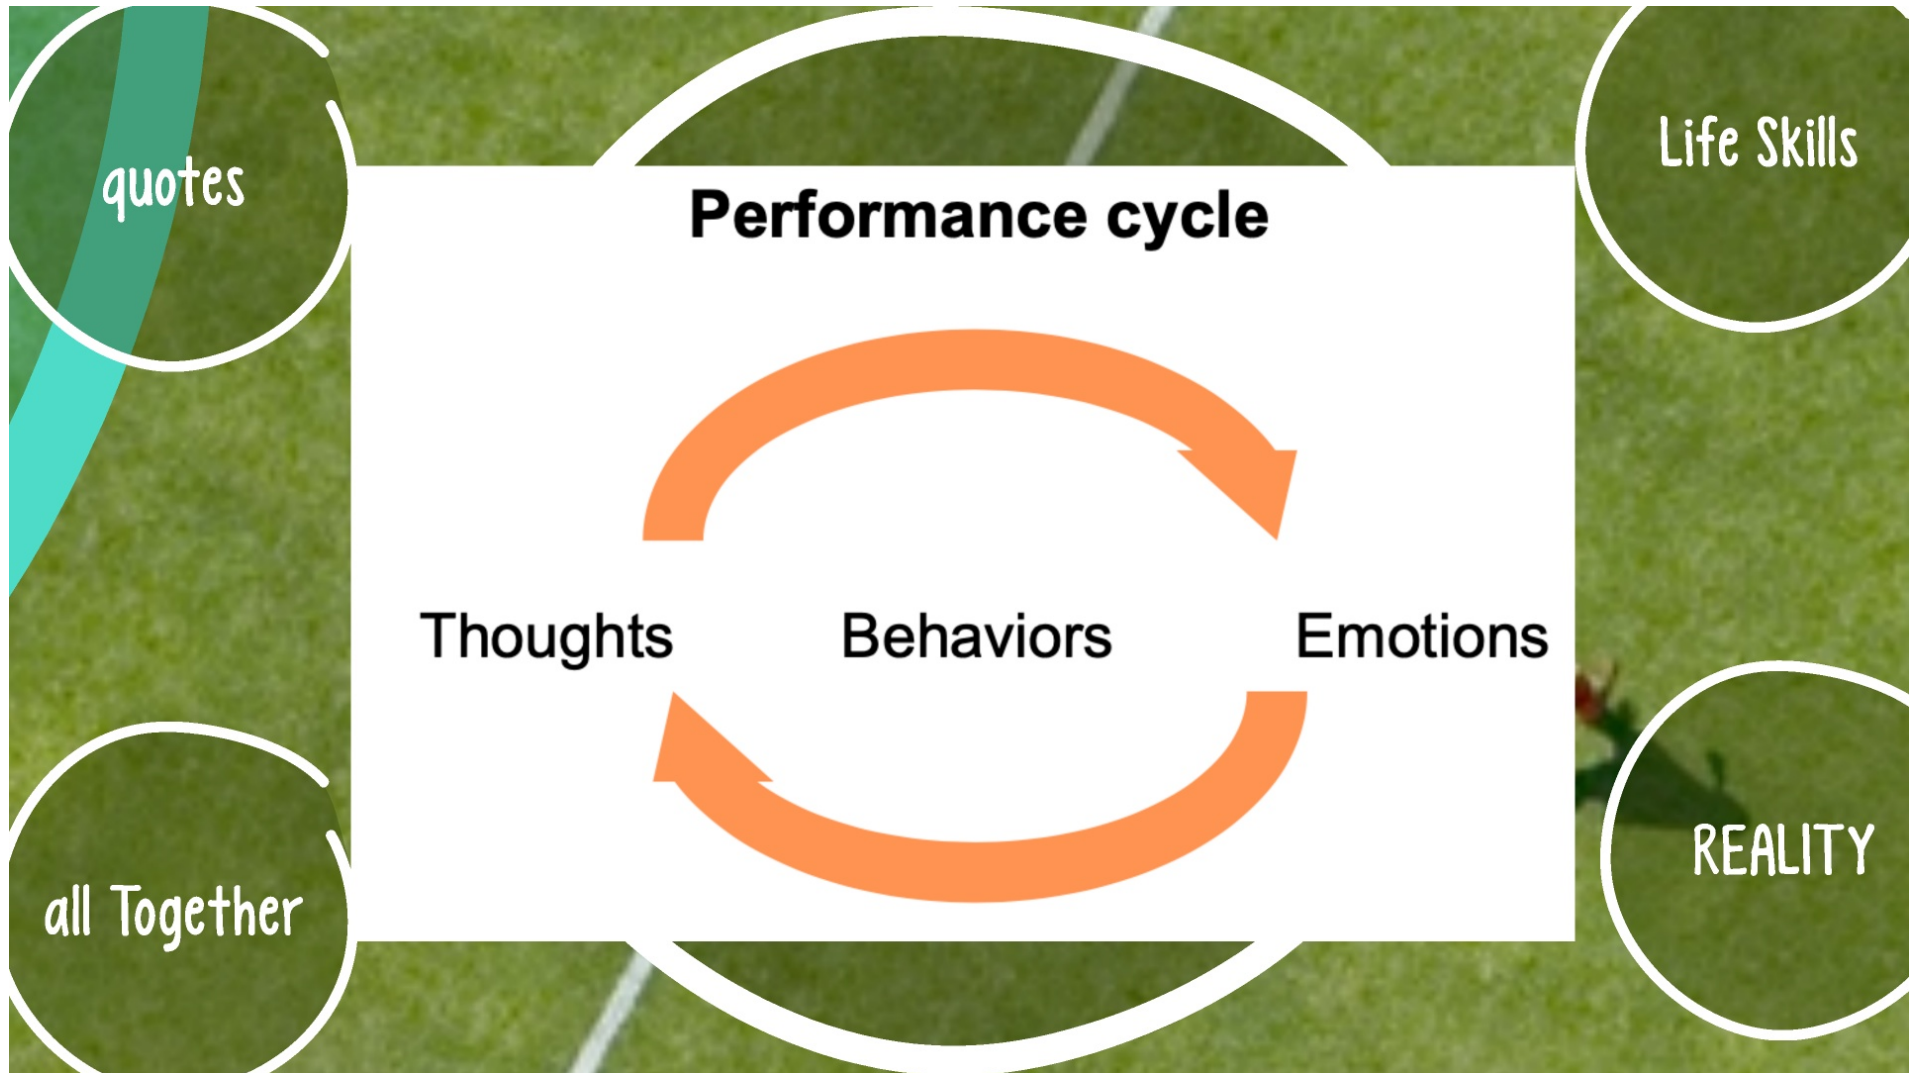 quotes
Life Skills
Performance cycle
Thoughts Behaviors Emotions
all Together
REALITY